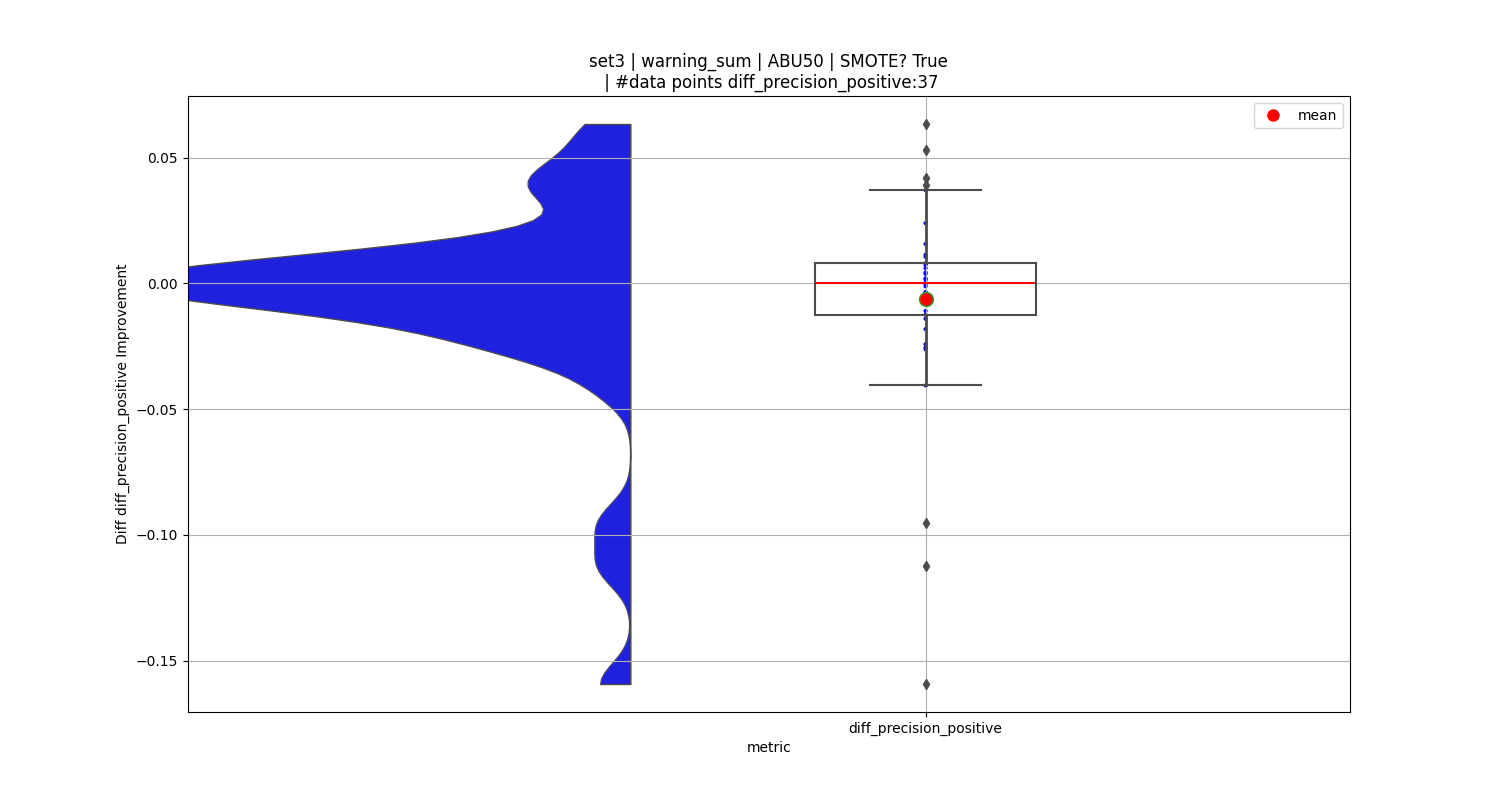 set3 | warning_sum | ABU50 | SMOTE? True
| #data points diff_precision_positive:37
mean
0.05
0.00
−0.05
−0.10
−0.15
Diff diff_precision_positive Improvement
diff_precision_positive
metric